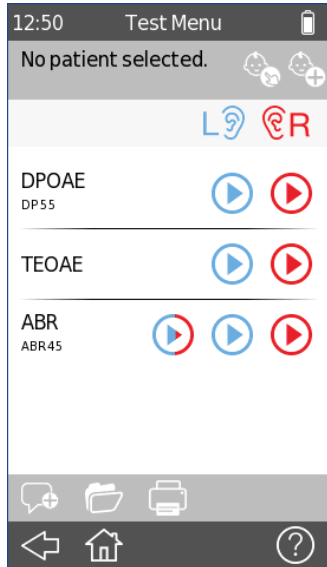 12:50 Test Menu
No patient selected.
L R
DPOAE
DP55
TEOAE
ABR
ABR45
?